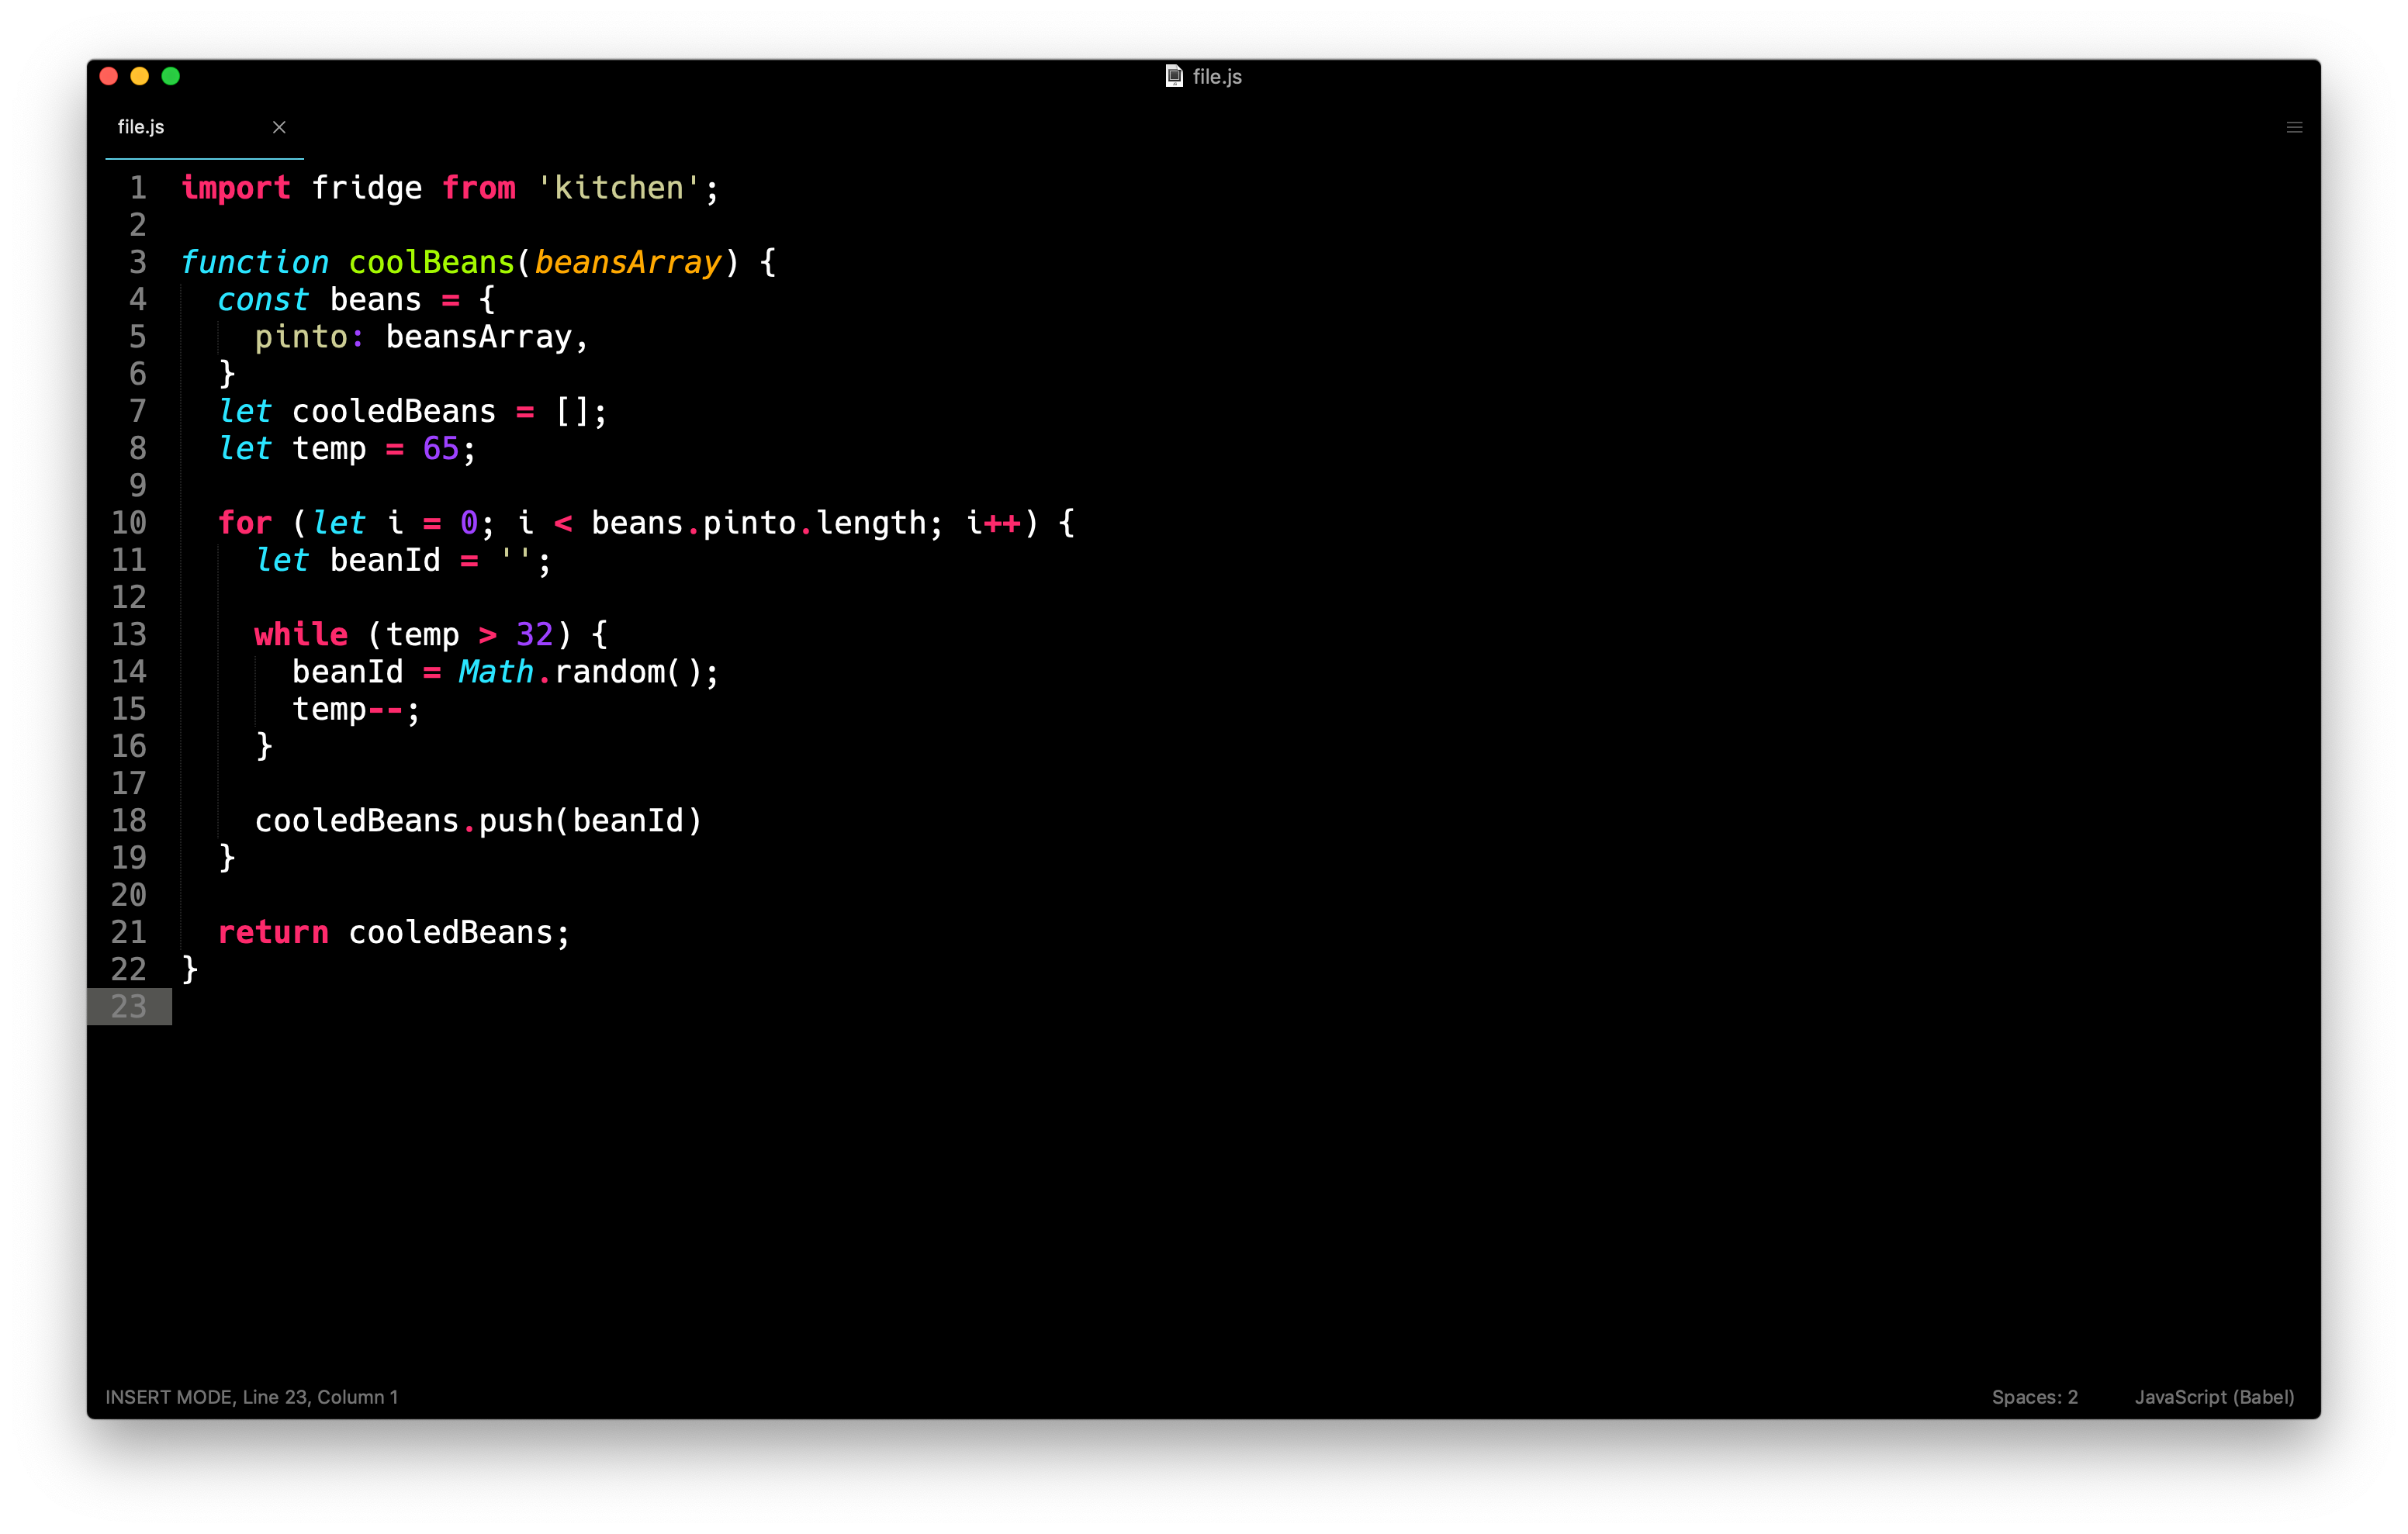 file.js
file.js
1 import fridge from 'kitchen';
2
3 function coolBeans(beansArray) {
4   const beans = {
5     pinto: beansArray,
6   }
7   let cooledBeans = [];
8   let temp = 65;
9
10   for (let i = 0; i < beans.pinto.length; i++) {
11     let beanId = '';
12
13     while (temp > 32) {
14       beanId = Math.random();
15       temp--;
16     }
17
18     cooledBeans.push(beanId)
19   }
20
21   return cooledBeans;
22 }
23
INSERT MODE, Line 23, Column 1 Spaces: 2 JavaScript (Babel)